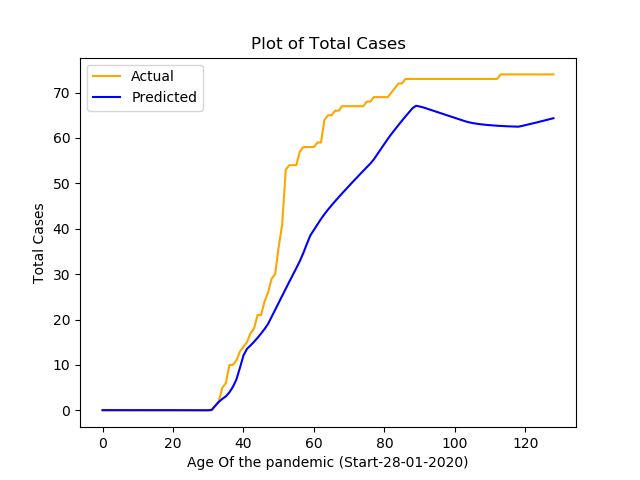 Plot of Total Cases
Actual
Predicted
70
60
50
40
30
20
10
0
Total Cases
0 20 40 60 80 100 120
Age Of the pandemic (Start-28-01-2020)